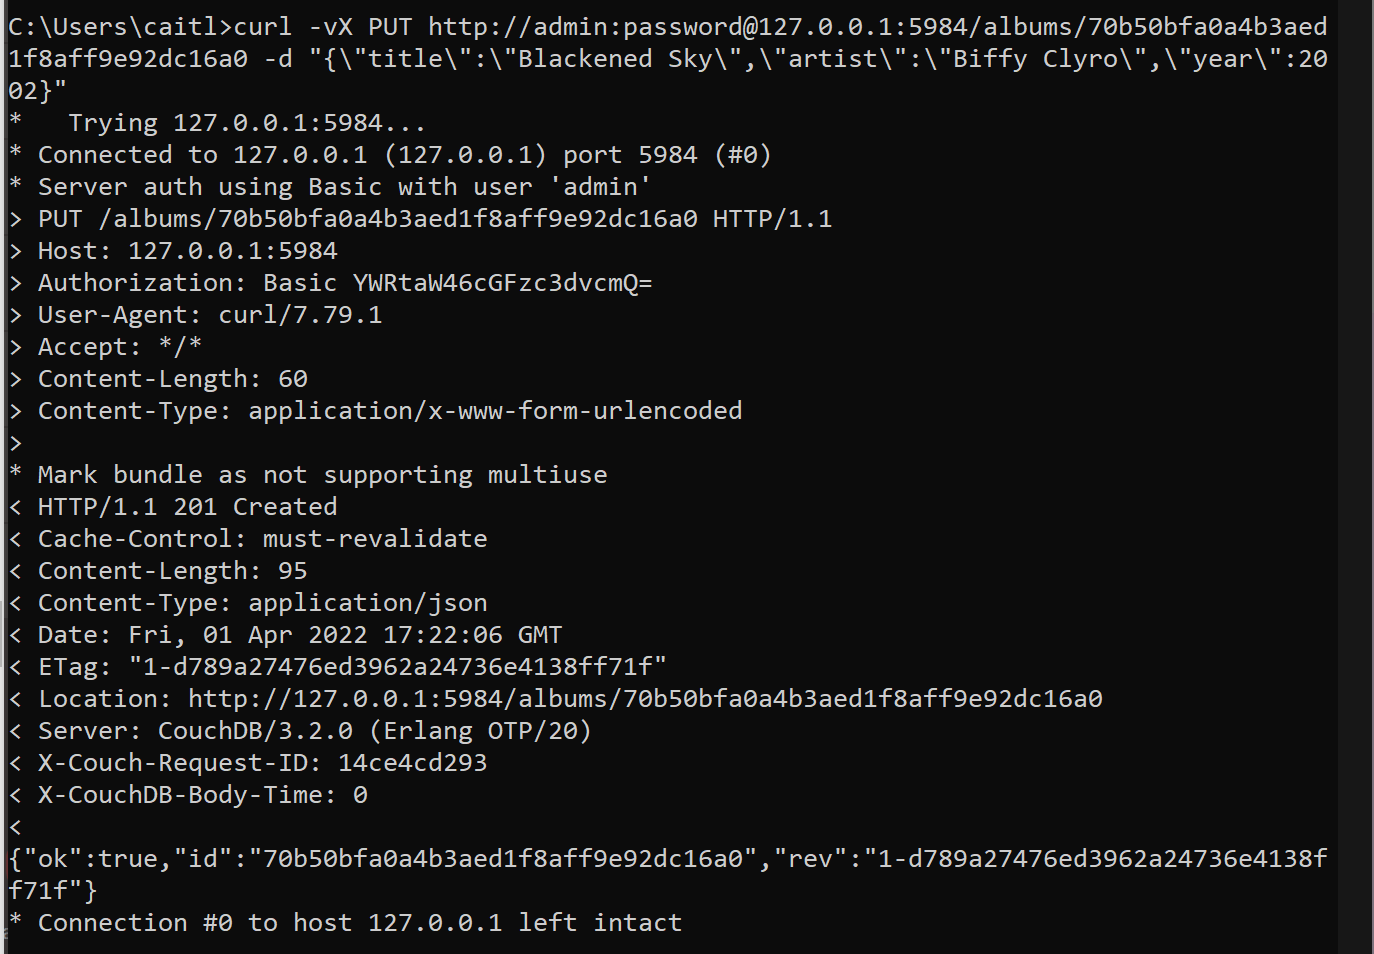 C:\Users\caitl>curl -vX PUT http://admin:password@127.0.0.1:5984/albums/70b50bfa0a4b3aed
1f8aff9e92dc16a0 -d "{\"title\":\"Blackened Sky\",\"artist\":\"Biffy Clyro\",\"year\":20
02}"
*   Trying 127.0.0.1:5984...
* Connected to 127.0.0.1 (127.0.0.1) port 5984 (#0)
* Server auth using Basic with user 'admin'
> PUT /albums/70b50bfa0a4b3aed1f8aff9e92dc16a0 HTTP/1.1
> Host: 127.0.0.1:5984
> Authorization: Basic YWRtaW46cGFzc3dvcmQ=
> User-Agent: curl/7.79.1
> Accept: */*
> Content-Length: 60
> Content-Type: application/x-www-form-urlencoded
>
* Mark bundle as not supporting multiuse
< HTTP/1.1 201 Created
< Cache-Control: must-revalidate
< Content-Length: 95
< Content-Type: application/json
< Date: Fri, 01 Apr 2022 17:22:06 GMT
< ETag: "1-d789a27476ed3962a24736e4138ff71f"
< Location: http://127.0.0.1:5984/albums/70b50bfa0a4b3aed1f8aff9e92dc16a0
< Server: CouchDB/3.2.0 (Erlang OTP/20)
< X-Couch-Request-ID: 14ce4cd293
< X-CouchDB-Body-Time: 0
<
{"ok":true,"id":"70b50bfa0a4b3aed1f8aff9e92dc16a0","rev":"1-d789a27476ed3962a24736e4138f
f71f"}
* Connection #0 to host 127.0.0.1 left intact